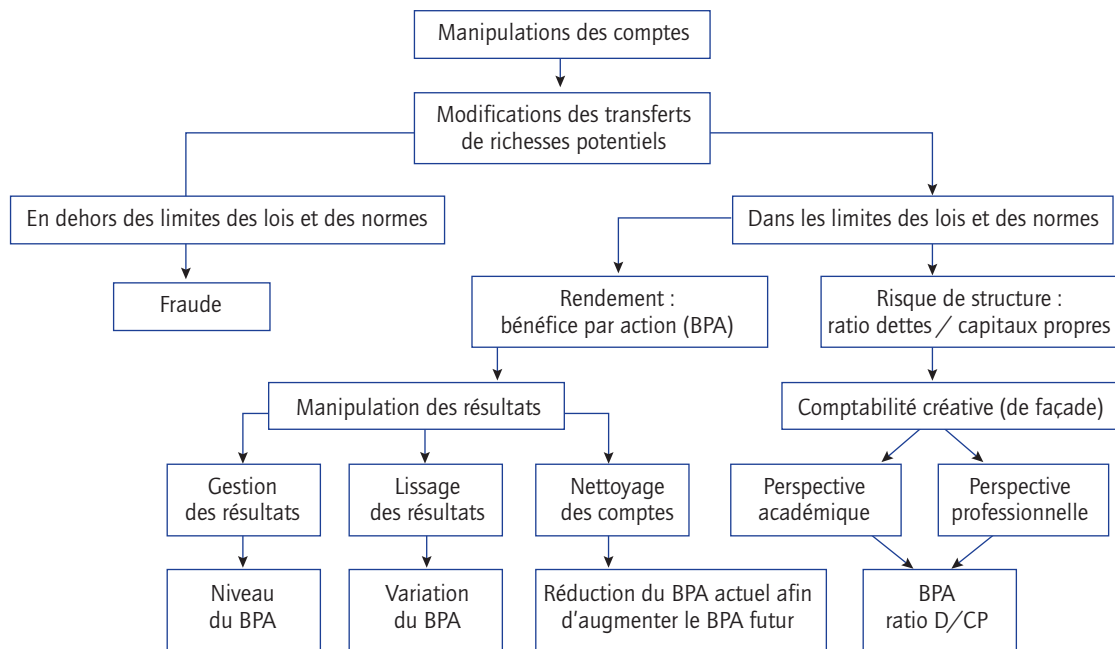 Manipulations des comptes
Modifications des transferts
de richesses potentiels
En dehors des limites des lois et des normes
Dans les limites des lois et des normes
Fraude
Rendement :
bénéfice par action (BPA)
Risque de structure :
ratio dettes / capitaux propres
Manipulation des résultats
Comptabilité créative (de façade)
Gestion
des résultats
Lissage
des résultats
Nettoyage
des comptes
Perspective
académique
Perspective
professionnelle
Niveau
du BPA
Variation
du BPA
Réduction du BPA actuel afin
d'augmenter le BPA futur
BPA
ratio D/CP